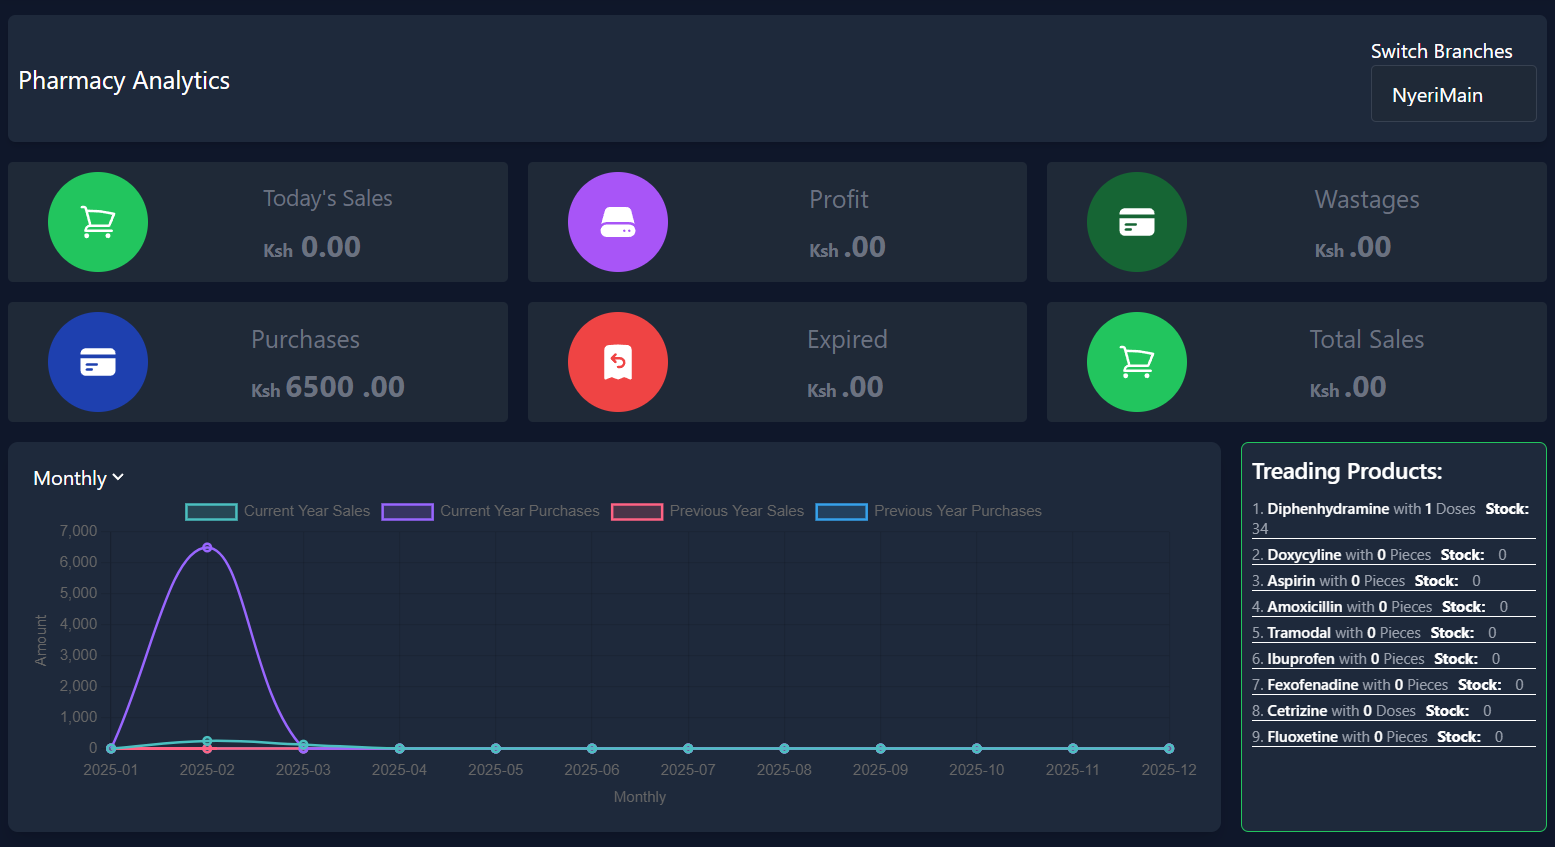 Pharmacy Analytics
Switch Branches
NyeriMain
Today's Sales
Ksh 0.00
Profit
Ksh .00
Wastages
Ksh .00
Purchases
Ksh 6500 .00
Expired
Ksh .00
Total Sales
Ksh .00
Monthly
Current Year Sales Current Year Purchases Previous Year Sales Previous Year Purchases
7,000
6,000
5,000
4,000
3,000
2,000
1,000
0
Amount
2025-01 2025-02 2025-03 2025-04 2025-05 2025-06 2025-07 2025-08 2025-09 2025-10 2025-11 2025-12
Monthly
Treading Products:
1. Diphenhydramine with 1 Doses Stock:
34
2. Doxycyline with 0 Pieces Stock: 0
3. Aspirin with 0 Pieces Stock: 0
4. Amoxicillin with 0 Pieces Stock: 0
5. Tramodal with 0 Pieces Stock: 0
6. Ibuprofen with 0 Pieces Stock: 0
7. Fexofenadine with 0 Pieces Stock: 0
8. Cetrizine with 0 Doses Stock: 0
9. Fluoxetine with 0 Pieces Stock: 0